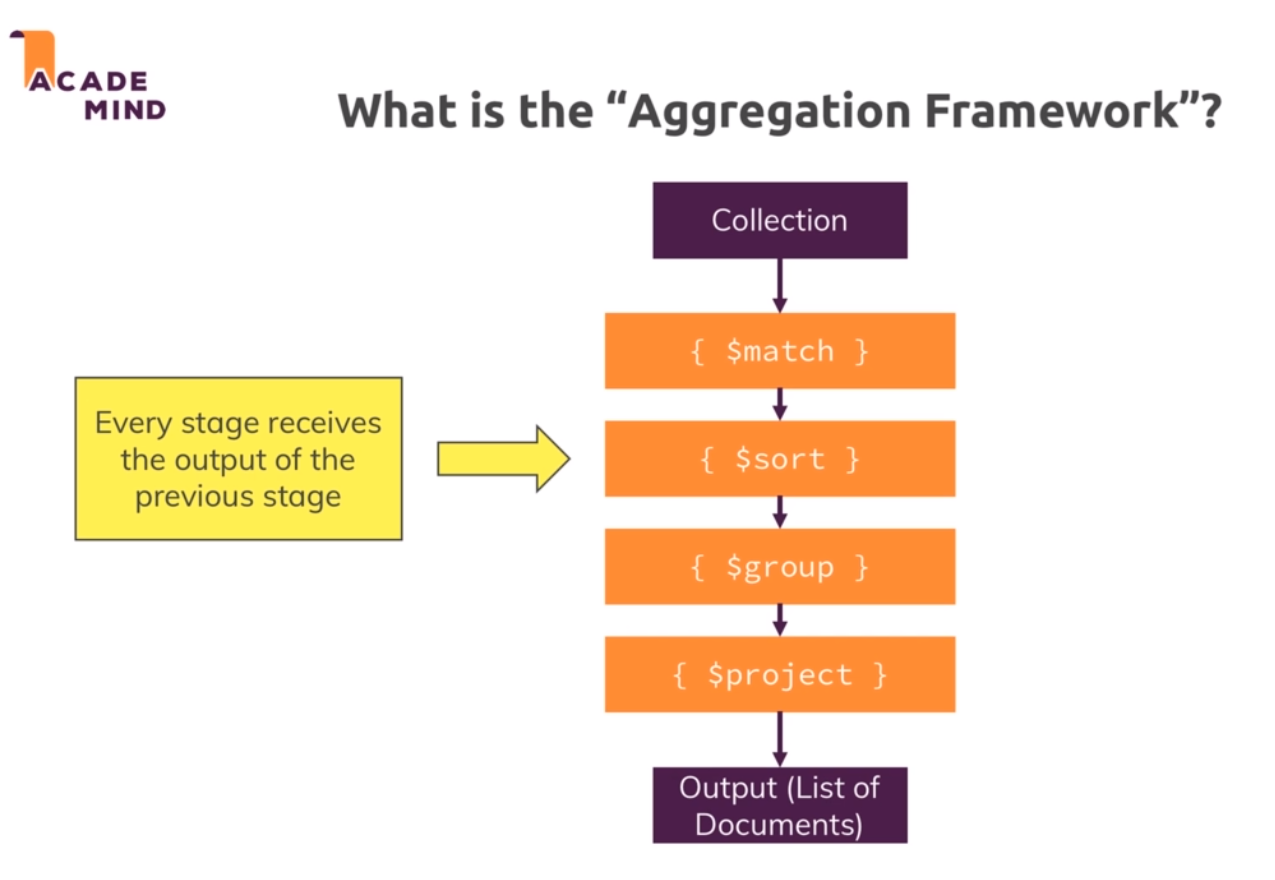 ACADE
MIND
What is the “Aggregation Framework”?
Collection
{ $match }
Every stage receives
the output of the
previous stage
{ $sort }
{ $group }
{ $project }
Output (List of
Documents)